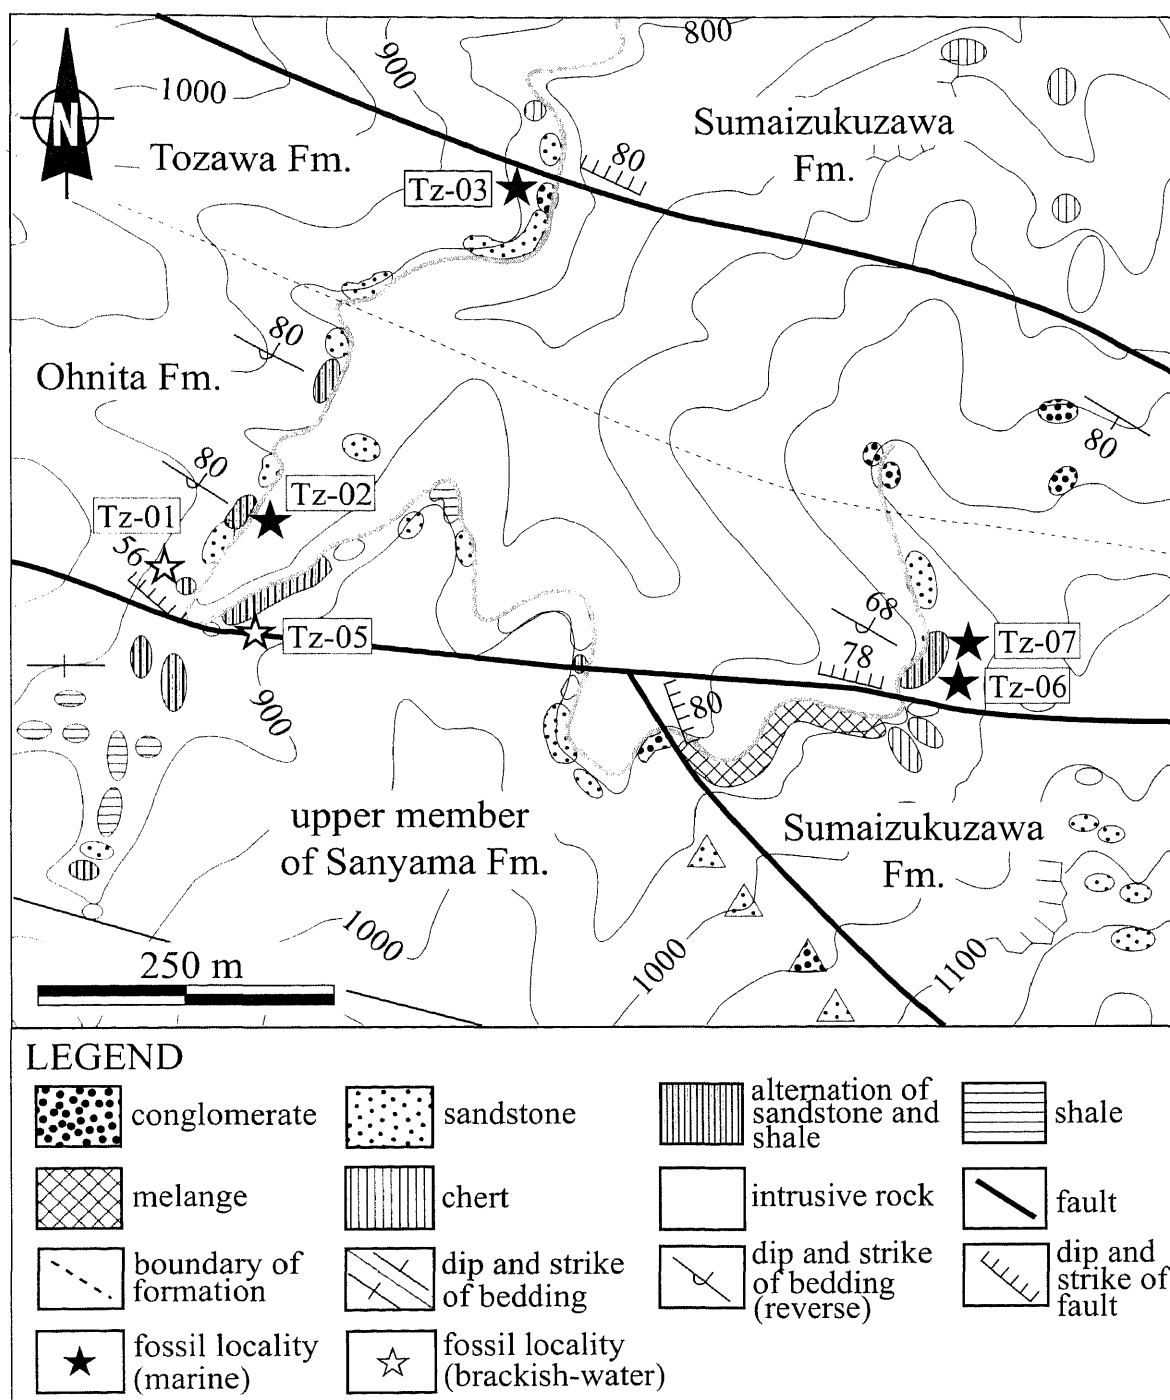 800
900
1000
N
Sumaizukuzawa
Fm.
Tozawa Fm.
80
Tz-03
80
Ohnita Fm.
80
80
Tz-02
Tz-01
56
68
Tz-07
Tz-05
78
Tz-06
80
900
upper member
of Sanyama Fm.
Sumaizukuzawa
Fm.
1000
1000
1100
250 m
LEGEND
conglomerate
sandstone
alternation of
sandstone and
shale
shale
melange
chert
intrusive rock
fault
boundary of
formation
dip and strike
of bedding
dip and strike
of bedding
(reverse)
dip and
strike of
fault
fossil locality
(marine)
fossil locality
(brackish-water)